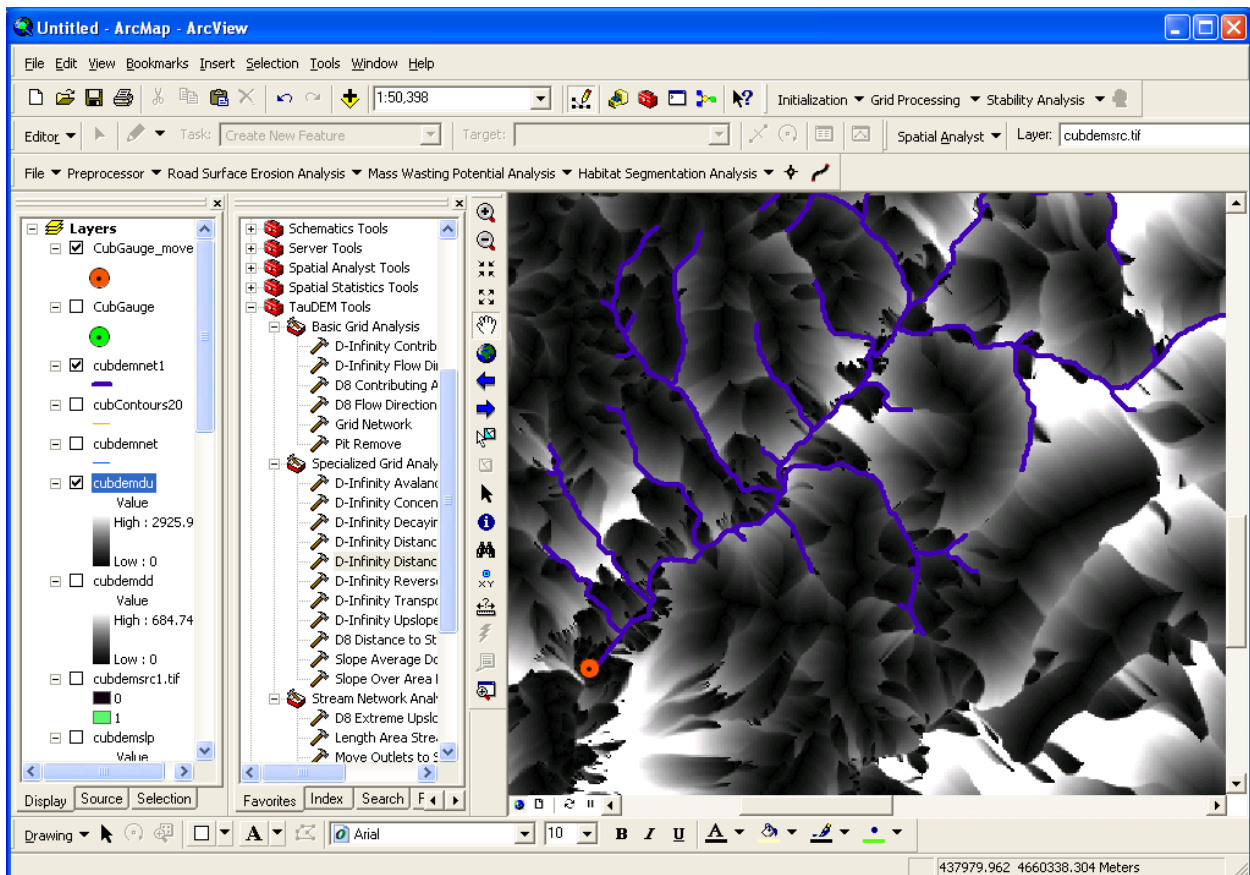 Untitled - ArcMap - ArcView
File Edit View Bookmarks Insert Selection Tools Window Help
1:50,398
Initialization Grid Processing Stability Analysis
Editor Task: Create New Feature Target: Spatial Analyst Layer: cubdemsrc.tif
File Preprocessor Road Surface Erosion Analysis Mass Wasting Potential Analysis Habitat Segmentation Analysis
Layers
CubGauge_move
CubGauge
cubdemnet1
cubContours20
cubdemnet
cubdemdu
Value
High : 2925.9
Low : 0
cubdemdd
Value
High : 684.74
Low : 0
cubdemsrc1.tif
0
1
cubdemslp
Value
Display Source Selection
Schematics Tools
Server Tools
Spatial Analyst Tools
Spatial Statistics Tools
TauDEM Tools
Basic Grid Analysis
D-Infinity Contrib
D-Infinity Flow Di
D8 Contributing A
D8 Flow Direction
Grid Network
Pit Remove
Specialized Grid Analy
D-Infinity Avalanc
D-Infinity Concen
D-Infinity Decayir
D-Infinity Distanc
D-Infinity Distanc
D-Infinity Revers
D-Infinity Transpo
D-Infinity Upslope
D8 Distance to St
Slope Average Do
Slope Over Area
Stream Network Anal
D8 Extreme Upslo
Length Area Stre
Move Outlets to S
Favorites Index Search F
XY
Drawing A Arial 10 B I U A
437979.962 4660338.304 Meters